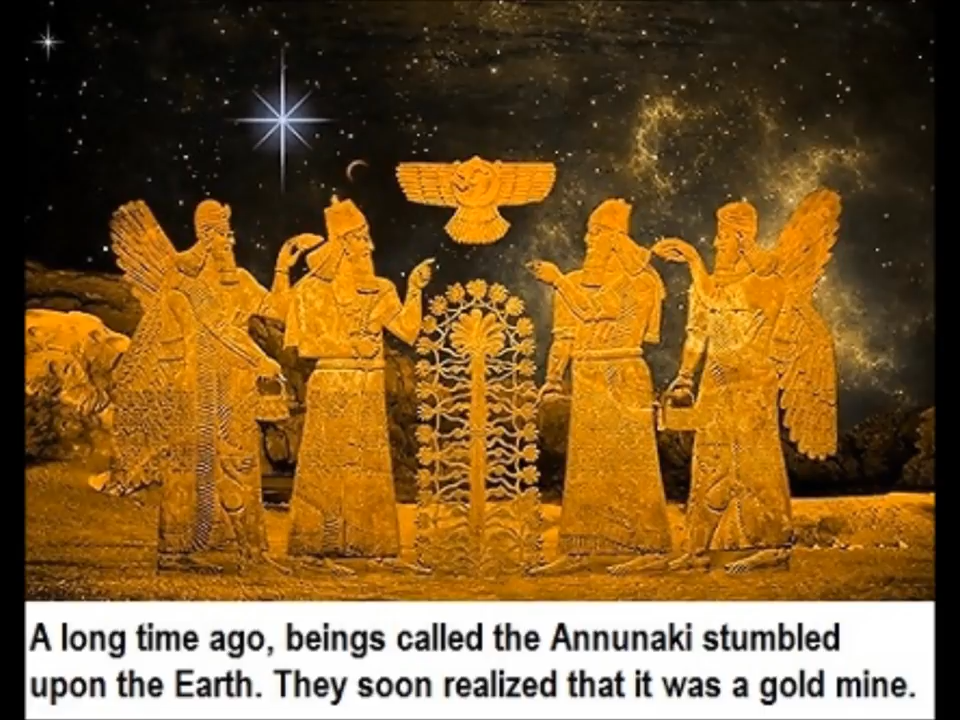 A long time ago, beings called the Annunaki stumbled
upon the Earth. They soon realized that it was a gold mine.